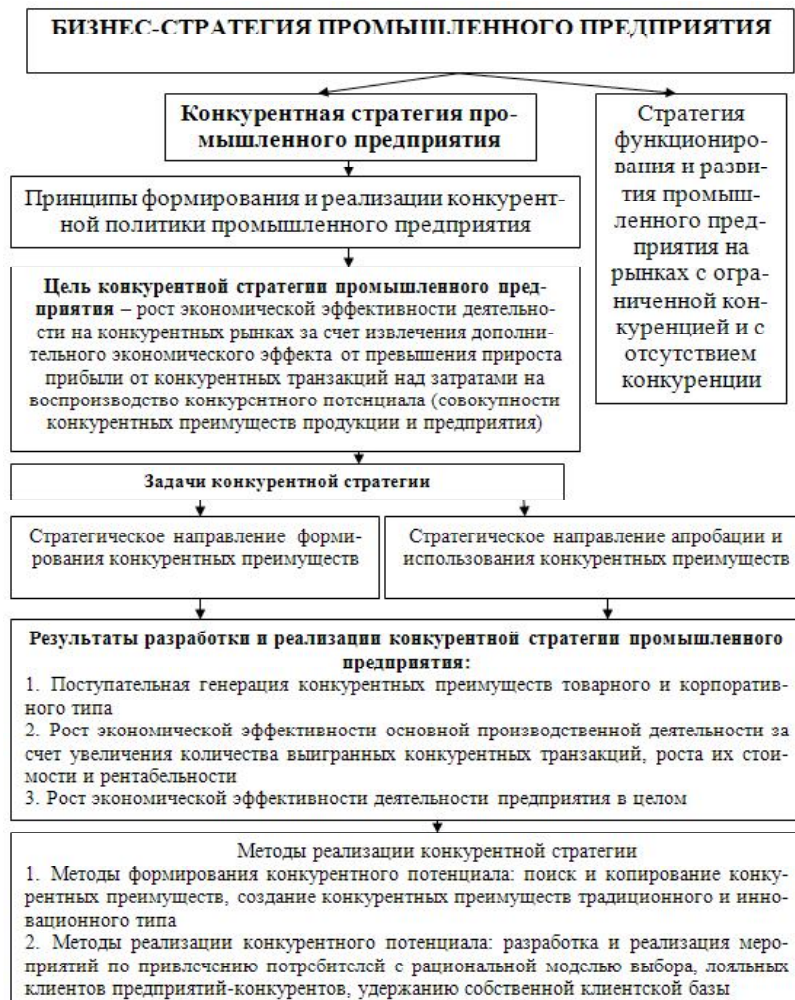 БИЗНЕС-СТРАТЕГИЯ ПРОМЫШЛЕННОГО ПРЕДПРИЯТИЯ
Конкурентная стратегия про-
мышленного предприятия
Принципы формирования и реализации конкурент-
ной политики промышленного предприятия
Цель конкурентной стратегии промышленного пред-
приятия – рост экономической эффективности деятельно-
сти на конкурентных рынках за счет извлечения дополни-
тельного экономического эффекта от превышения прироста
прибыли от конкурентных транзакций над затратами на
воспроизводство конкурентного потенциала (совокупности
конкурентных преимуществ продукции и предприятия)
Стратегия
функциониро-
вания и разви-
тия промыш-
ленного пред-
приятия на
рынках с огра-
ниченной кон-
куренцией и с
отсутствием
конкуренции
Задачи конкурентной стратегии
Стратегическое направление форми-
рования конкурентных преимуществ
Стратегическое направление апробации и
использования конкурентных преимуществ
Результаты разработки и реализации конкурентной стратегии промышленного
предприятия:
1. Поступательная генерация конкурентных преимуществ товарного и корпоратив-
ного типа
2. Рост экономической эффективности основной производственной деятельности за
счет увеличения количества выигранных конкурентных транзакций, роста их стои-
мости и рентабельности
3. Рост экономической эффективности деятельности предприятия в целом
Методы реализации конкурентной стратегии
1. Методы формирования конкурентного потенциала: поиск и копирование конку-
рентных преимуществ, создание конкурентных преимуществ традиционного и инно-
вационного типа
2. Методы реализации конкурентного потенциала: разработка и реализация меро-
приятий по привлечению потребителей с рациональной моделью выбора, лояльных
клиентов предприятий-конкурентов, удержанию собственной клиентской базы